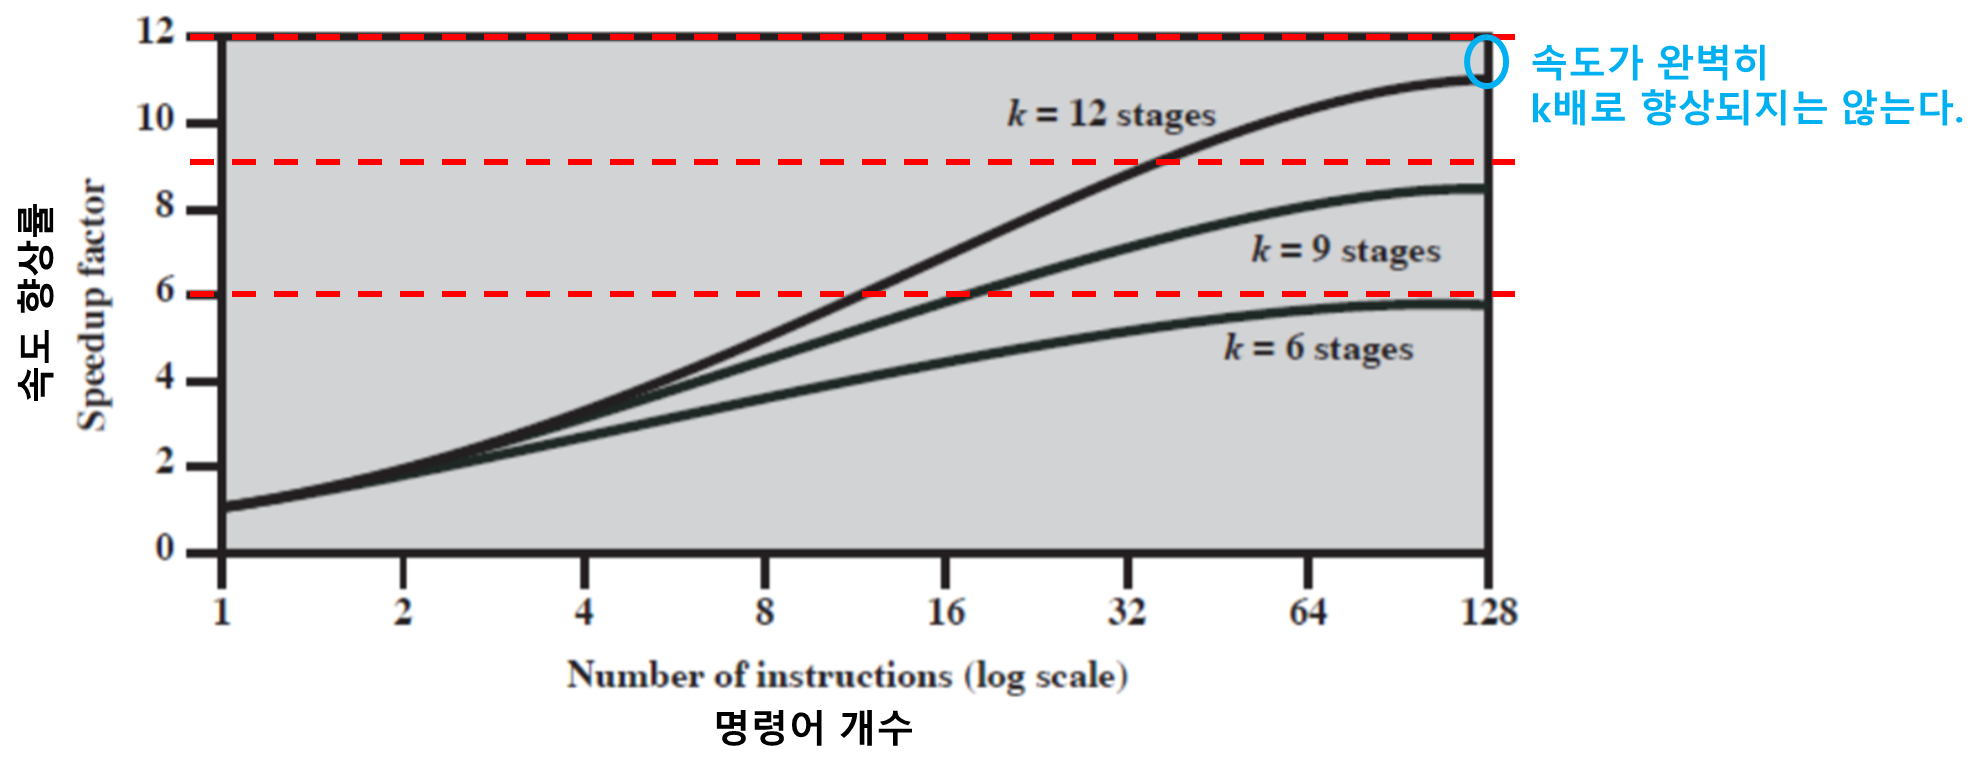 12
10
8
6
4
2
0
속도 향상률
Speedup factor
k = 12 stages
k = 9 stages
k = 6 stages
속도가 완벽히
k배로 향상되지는 않는다.
1 2 4 8 16 32 64 128
Number of instructions (log scale)
명령어 개수